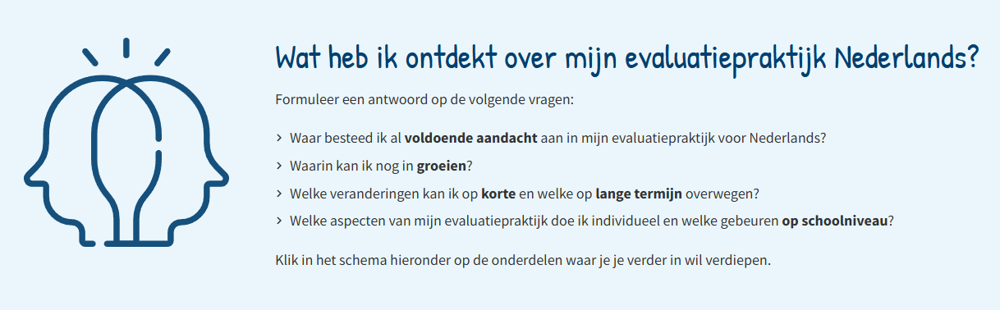 Wat heb ik ontdekt over mijn evaluatiepraktijk Nederlands?
Formuleer een antwoord op de volgende vragen:
› Waar besteed ik al voldoende aandacht aan in mijn evaluatiepraktijk voor Nederlands?
› Waarin kan ik nog in groeien?
› Welke veranderingen kan ik op korte en welke op lange termijn overwegen?
› Welke aspecten van mijn evaluatiepraktijk doe ik individueel en welke gebeuren op schoolniveau?
Klik in het schema hieronder op de onderdelen waar je je verder in wil verdiepen.